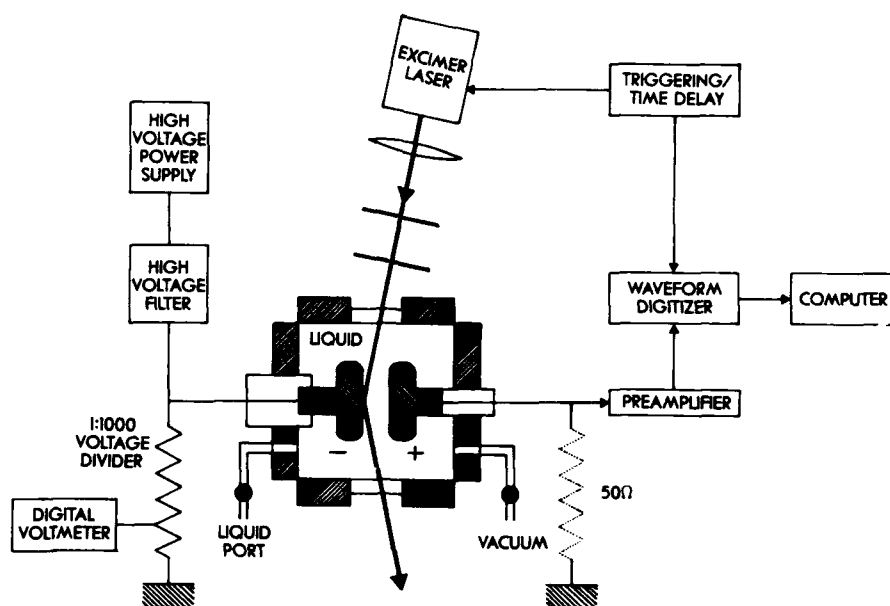 EXCIMER
LASER
TRIGGERING/
TIME DELAY
HIGH
VOLTAGE
POWER
SUPPLY
HIGH
VOLTAGE
FILTER
WAVEFORM
DIGITIZER
COMPUTER
LIQUID
PREAMPLIFIER
1:1000
VOLTAGE
DIVIDER
− +
50Ω
DIGITAL
VOLTMETER
LIQUID
PORT
VACUUM